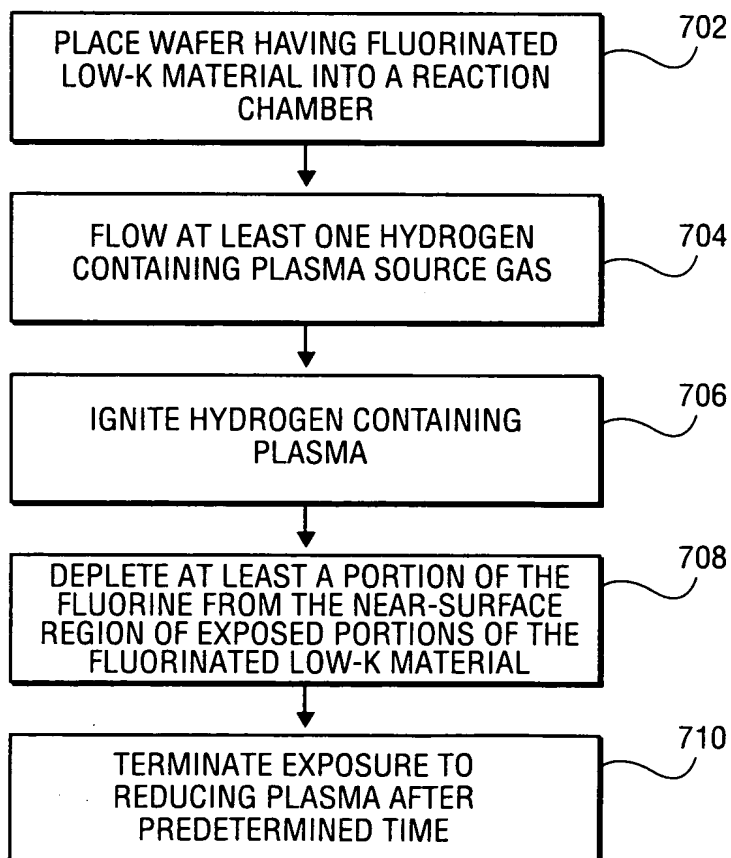 PLACE WAFER HAVING FLUORINATED
LOW-K MATERIAL INTO A REACTION
CHAMBER
702
FLOW AT LEAST ONE HYDROGEN
CONTAINING PLASMA SOURCE GAS
704
IGNITE HYDROGEN CONTAINING
PLASMA
706
DEPLETE AT LEAST A PORTION OF THE
FLUORINE FROM THE NEAR-SURFACE
REGION OF EXPOSED PORTIONS OF THE
FLUORINATED LOW-K MATERIAL
708
TERMINATE EXPOSURE TO
REDUCING PLASMA AFTER
PREDETERMINED TIME
710